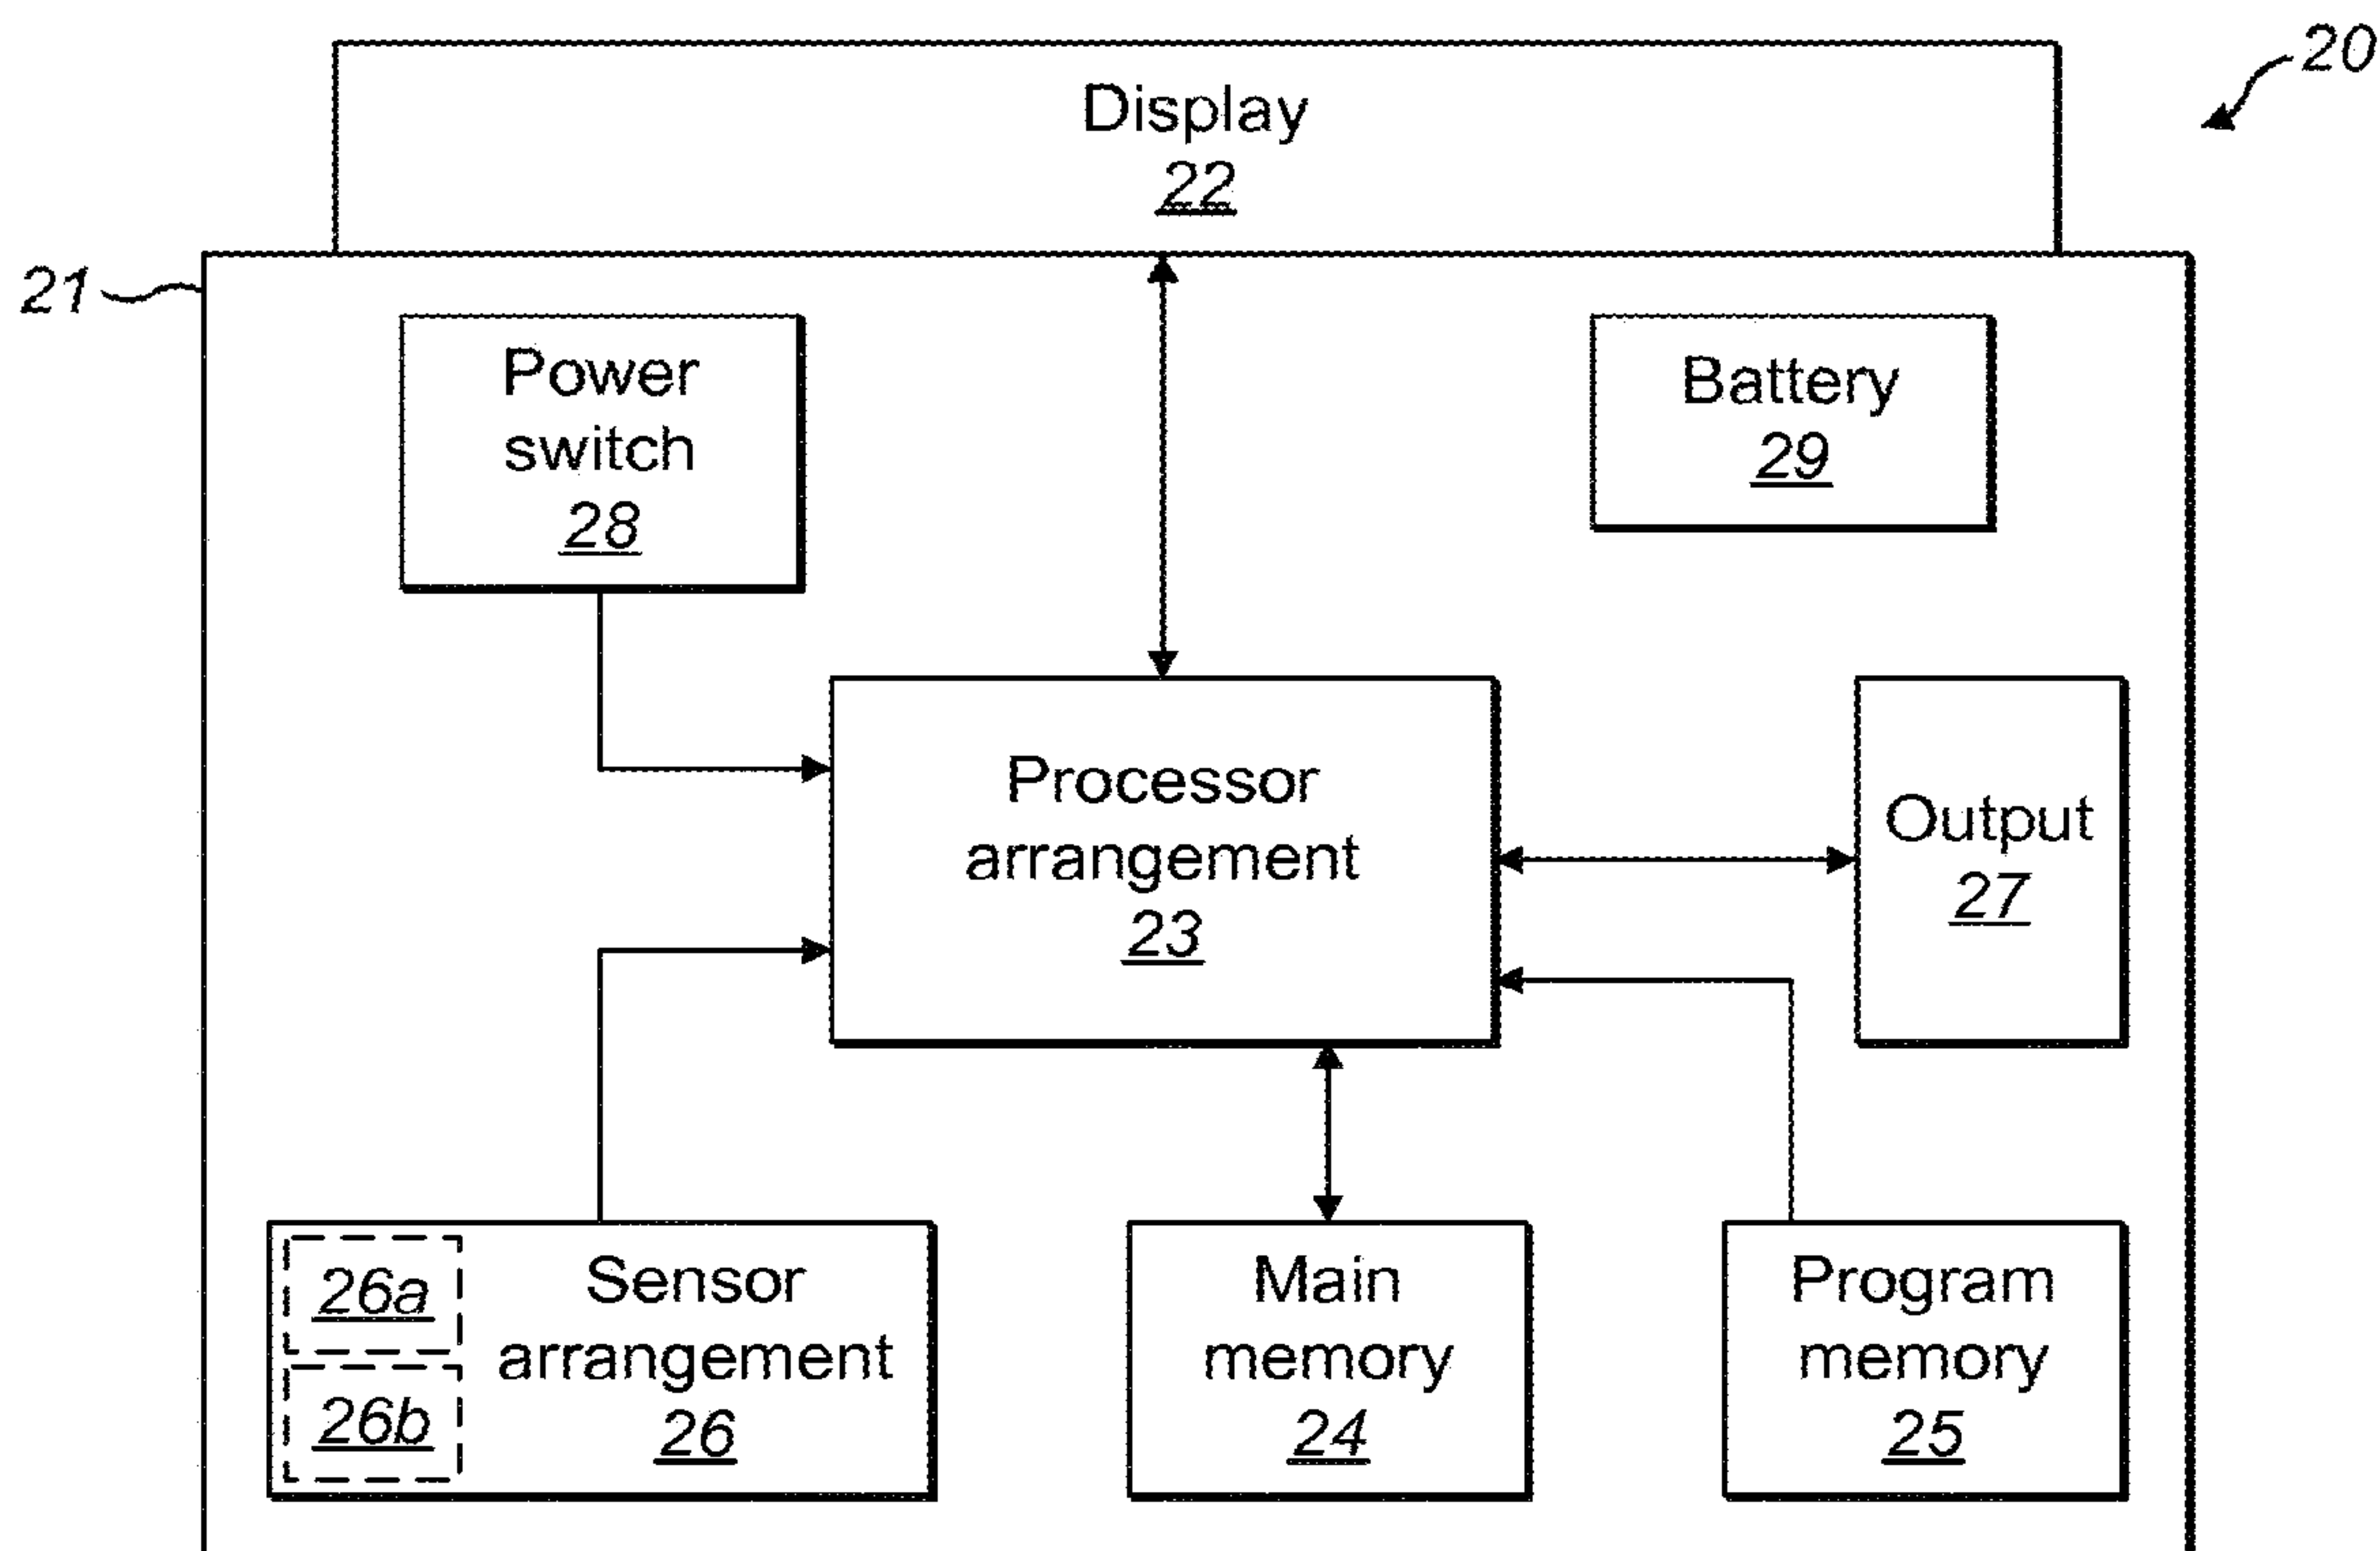 20
Display
22
21
Power
switch
28
Battery
29
Processor
arrangement
23
Output
27
26a
26b
Sensor
arrangement
26
Main
memory
24
Program
memory
25